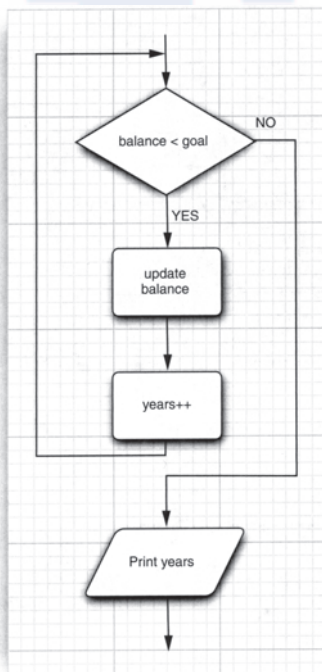 balance < goal
NO
YES
update
balance
years++
Print years